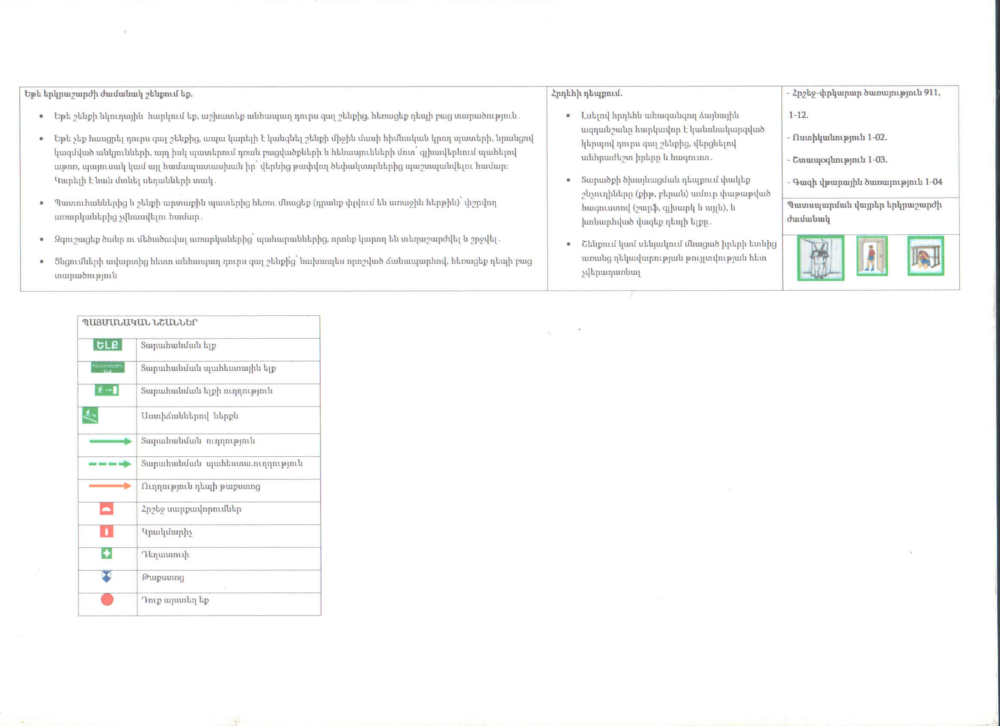 Եթե երկրաշարժի ժամանակ շենքում եք.
• Եթե շենքի նկուղային հարկում եք, աշխատեք անհապաղ դուրս գալ շենքից, հեռացեք դեպի բաց տարածություն.
• Եթե չեք հասցրել դուրս գալ շենքից, ապա կարելի է կանգնել շենքի միջին մասի հիմնական կրող պատերի, նրանցով
կազմված անկյունների, այդ իսկ պատերում դռան բացվածքների և հենասյունների մոտ՝ գլխավերևում պահելով
աթոռ, պայուսակ կամ այլ համապատասխան իր՝ վերևից թափվող ծեփակտորներից պաշտպանվելու համար:
Կարելի է նաև մտնել սեղանների տակ.
• Պատուհաններից և շենքի արտաքին պատերից հեռու մնացեք (դրանք փլվում են առաջին հերթին)՝ փշրվող
առարկաներից չվնասվելու համար.
• Զգուշացեք ծանր ու մեծածավալ առարկաներից՝ պահարաններից, որոնք կարող են տեղաշարժվել և շրջվել.
• Ցնցումների ավարտից հետո անհապաղ դուրս գալ շենքից՝ նախապես որոշված ճանապարհով, հեռացեք դեպի բաց
տարածություն
Հրդեհի դեպքում.
• Լսելով հրդեհն ահազանգող ձայնային
ազդանշանը հարկավոր է կանոնակարգված
կերպով դուրս գալ շենքից, վերցնելով
անհրաժեշտ իրերը և հագուստ.
• Տարածքի ծխայնացման դեպքում փակեք
շնչուղիները (քիթ, բերան) ամուր փաթաթված
հագուստով (շարֆ, գլխարկ և այլն), և
խոնարհված վազեք դեպի ելքը.
• Շենքում կամ սենյակում մնացած իրերի ետևից
առանց ղեկավարության թույլտվության հետ
չվերադառնալ
- Հրշեջ-փրկարար ծառայություն 911,
1-12.
- Ոստիկանություն 1-02.
- Շտապօգնություն 1-03.
- Գազի վթարային ծառայություն 1-04
Պատսպարման վայրեր երկրաշարժի
ժամանակ
ՊԱՅՄԱՆԱԿԱՆ ՆՇԱՆՆԵՐ
ԵԼՔ Տարահանման ելք
ԵԼՔ Տարահանման պահեստային ելք
Տարահանման ելքի ուղղություն
Աստիճաններով ներքև
Տարահանման ուղղություն
Տարահանման պահեստա.ուղղություն
Ուղղություն դեպի թաքստոց
Հրշեջ սարքավորումներ
Կրակմարիչ
Դեղատուփ
Թաքստոց
Դուք այստեղ եք